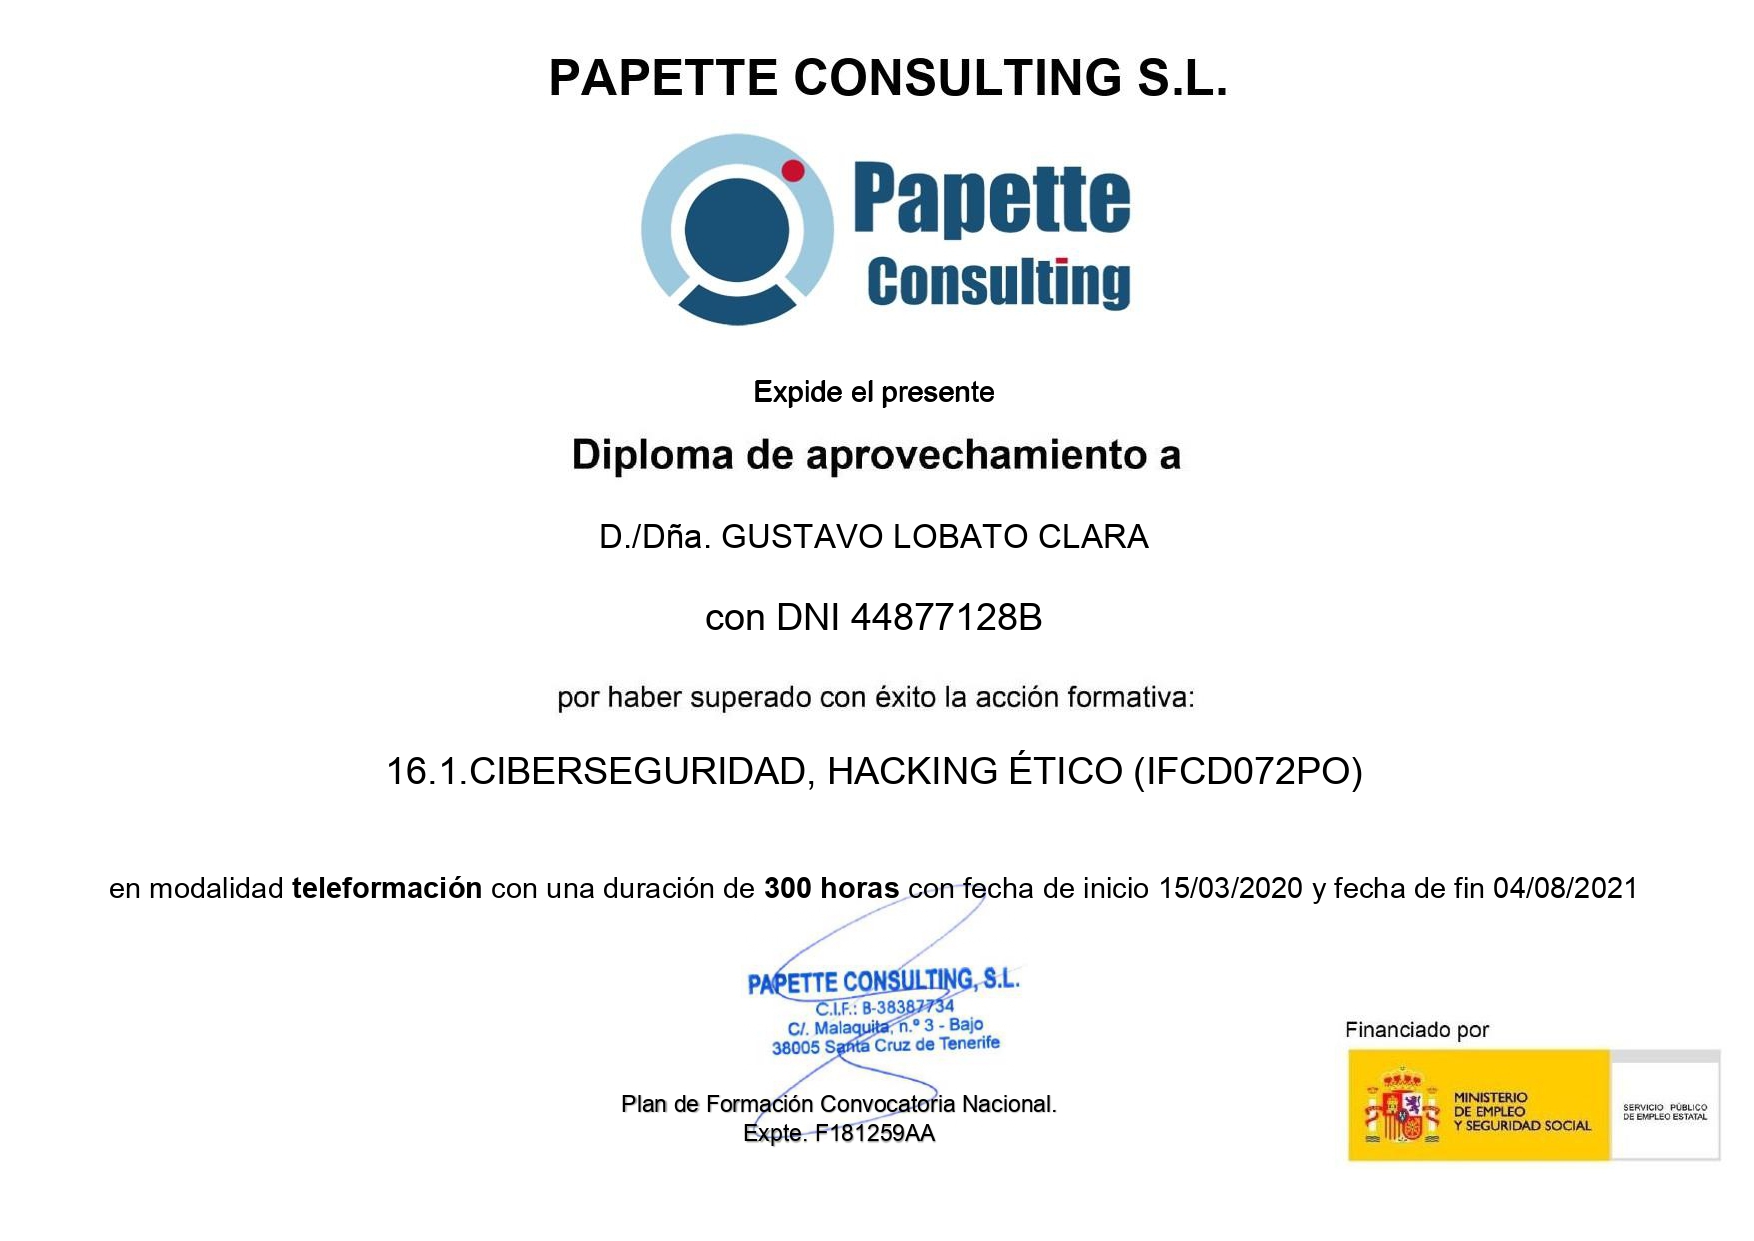 PAPETTE CONSULTING S.L.
Papette
Consulting
Expide el presente
Diploma de aprovechamiento a
D./Dña. GUSTAVO LOBATO CLARA
con DNI 44877128B
por haber superado con éxito la acción formativa:
16.1.CIBERSEGURIDAD, HACKING ÉTICO (IFCD072PO)
en modalidad teleformación con una duración de 300 horas con fecha de inicio 15/03/2020 y fecha de fin 04/08/2021
PAPETTE CONSULTING, S.L.
C.I.F.: B-38387734
C/. Malaquita, n.º 3 - Bajo
38005 Santa Cruz de Tenerife
Plan de Formación Convocatoria Nacional.
Expte. F181259AA
Financiado por
MINISTERIO
DE EMPLEO
Y SEGURIDAD SOCIAL
SERVICIO PÚBLICO
DE EMPLEO ESTATAL